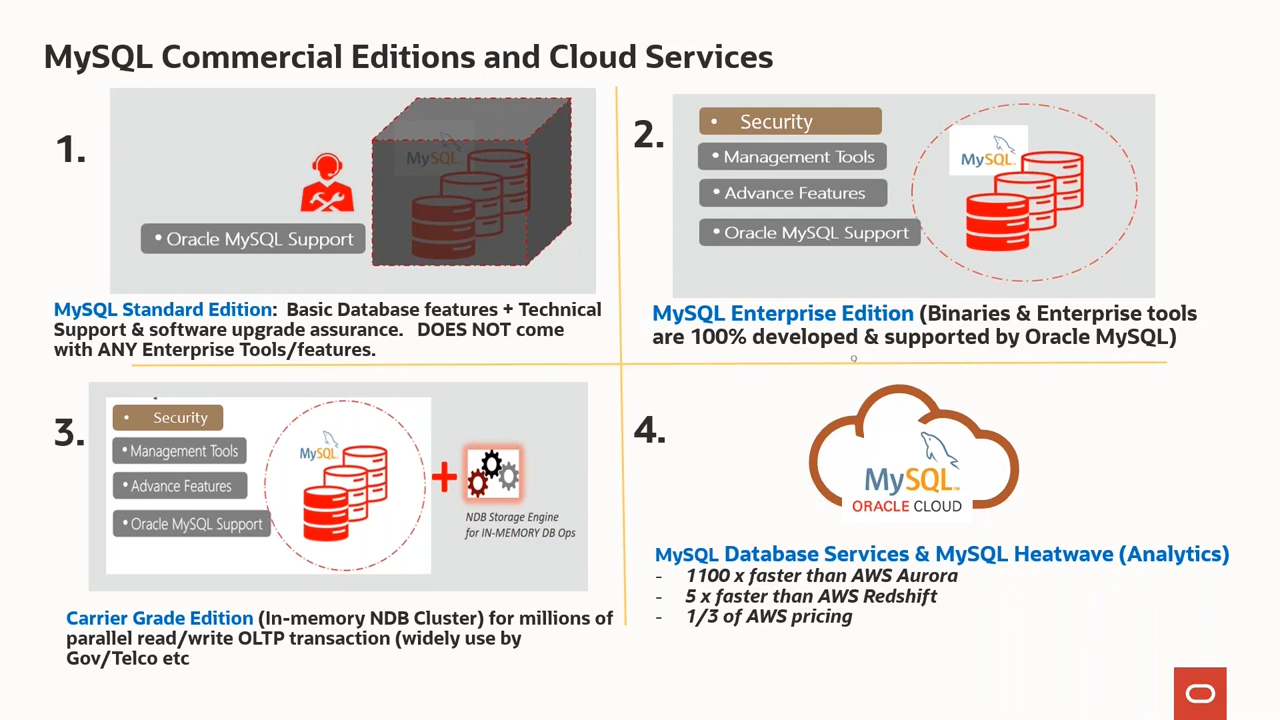 MySQL Commercial Editions and Cloud Services
1.
MySQL
• Oracle MySQL Support
MySQL Standard Edition: Basic Database features + Technical
Support & software upgrade assurance. DOES NOT come
with ANY Enterprise Tools/features.
2.
• Security
• Management Tools
• Advance Features
• Oracle MySQL Support
MySQL™
MySQL Enterprise Edition (Binaries & Enterprise tools
are 100% developed & supported by Oracle MySQL)
3.
• Security
• Management Tools
• Advance Features
• Oracle MySQL Support
MySQL
+
NDB Storage Engine
for IN-MEMORY DB Ops
Carrier Grade Edition (In-memory NDB Cluster) for millions of
parallel read/write OLTP transaction (widely use by
Gov/Telco etc
4.
MySQL™
ORACLE CLOUD
MySQL Database Services & MySQL Heatwave (Analytics)
- 1100 x faster than AWS Aurora
- 5 x faster than AWS Redshift
- 1/3 of AWS pricing